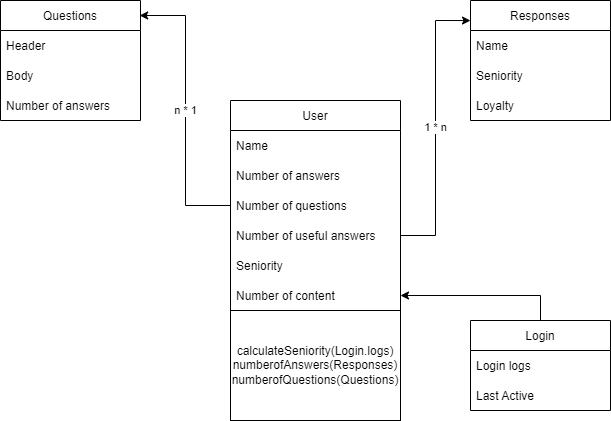 Questions
Header
Body
Number of answers
Responses
Name
Seniority
Loyalty
n * 1
1 * n
User
Name
Number of answers
Number of questions
Number of useful answers
Seniority
Number of content
calculateSeniority(Login.logs)
numberofAnswers(Responses)
numberofQuestions(Questions)
Login
Login logs
Last Active